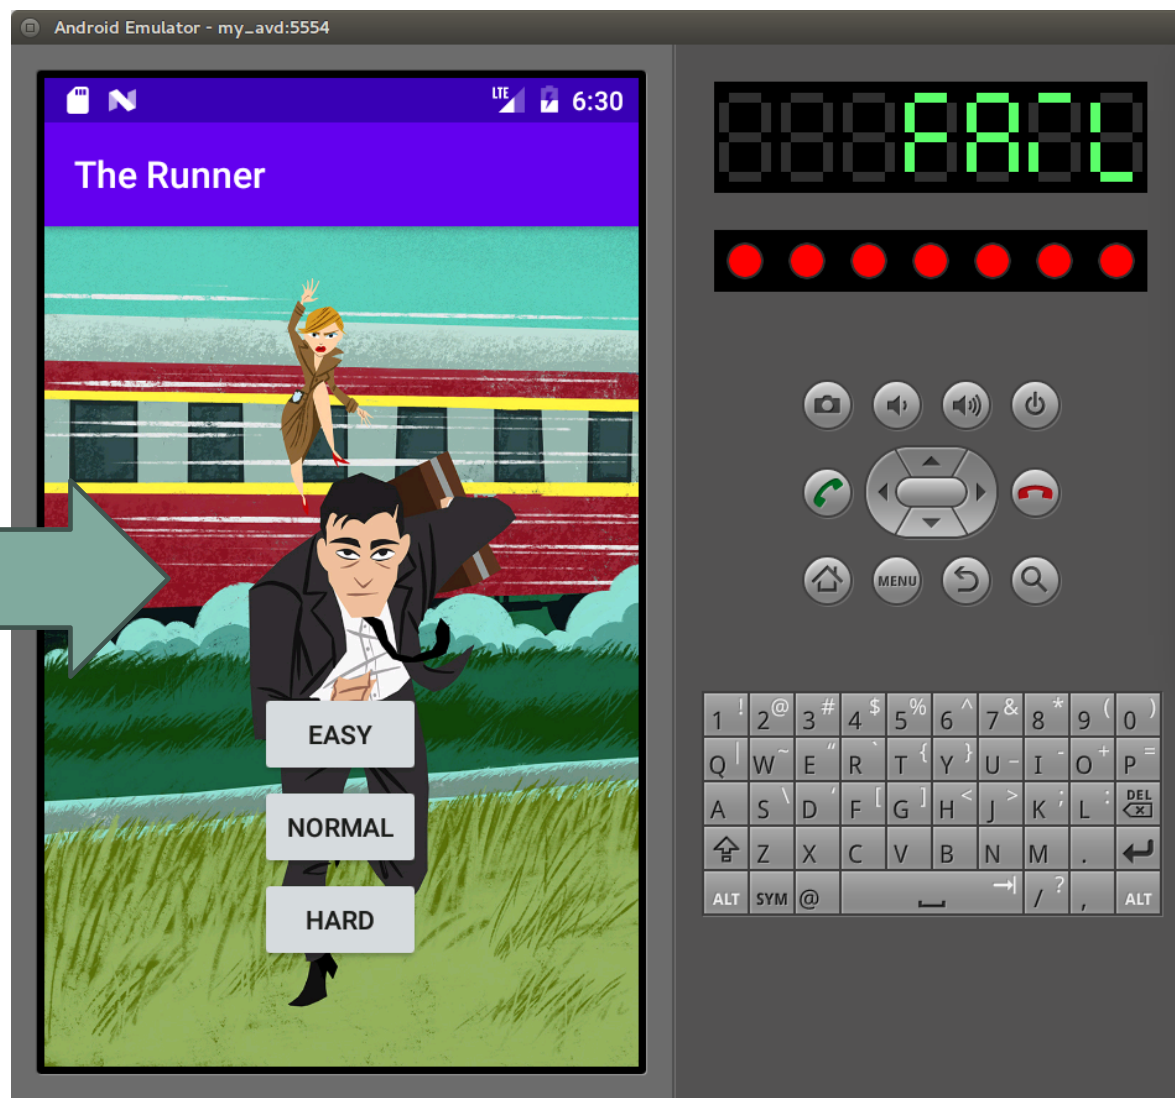 Android Emulator - my_avd:5554
LTE 6:30
The Runner
FAIL
EASY
NORMAL
HARD
MENU
1 ! 2 @ 3 # 4 $ 5 % 6 ^ 7 & 8 * 9 ( 0 )
Q | W ~ E “ R ` T { Y } U _ I - O + P =
A S \ D ‘ F [ G ] H < J > K ; L : DEL
Z X C V B N M .
ALT SYM @ / ? , ALT